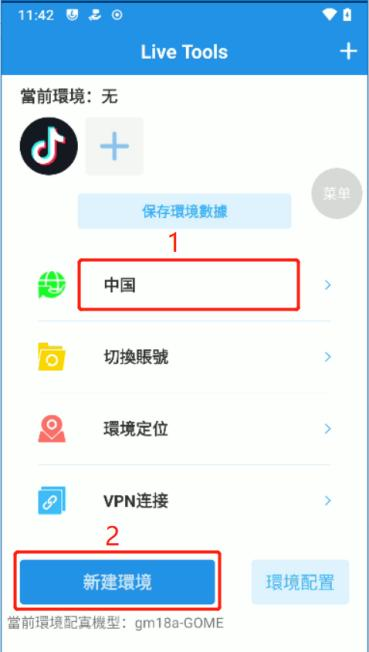 11:42
Live Tools
當前環境：无
菜单
保存環境數據
1
中国
切換賬號
環境定位
VPN连接
2
新建環境
環境配置
當前環境配寘機型：gm18a-GOME